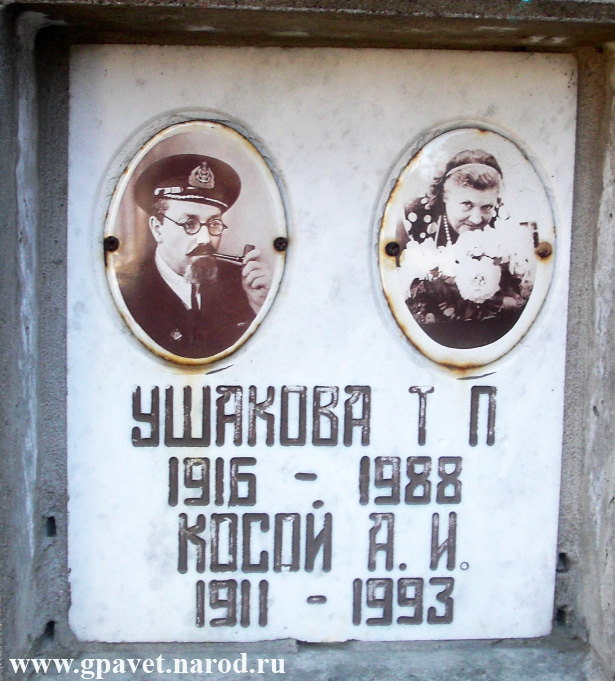 УШАКОВА Т П
1916 - 1988
КОСОЙ А. И.
1911 - 1993
www.gpavet.narod.ru